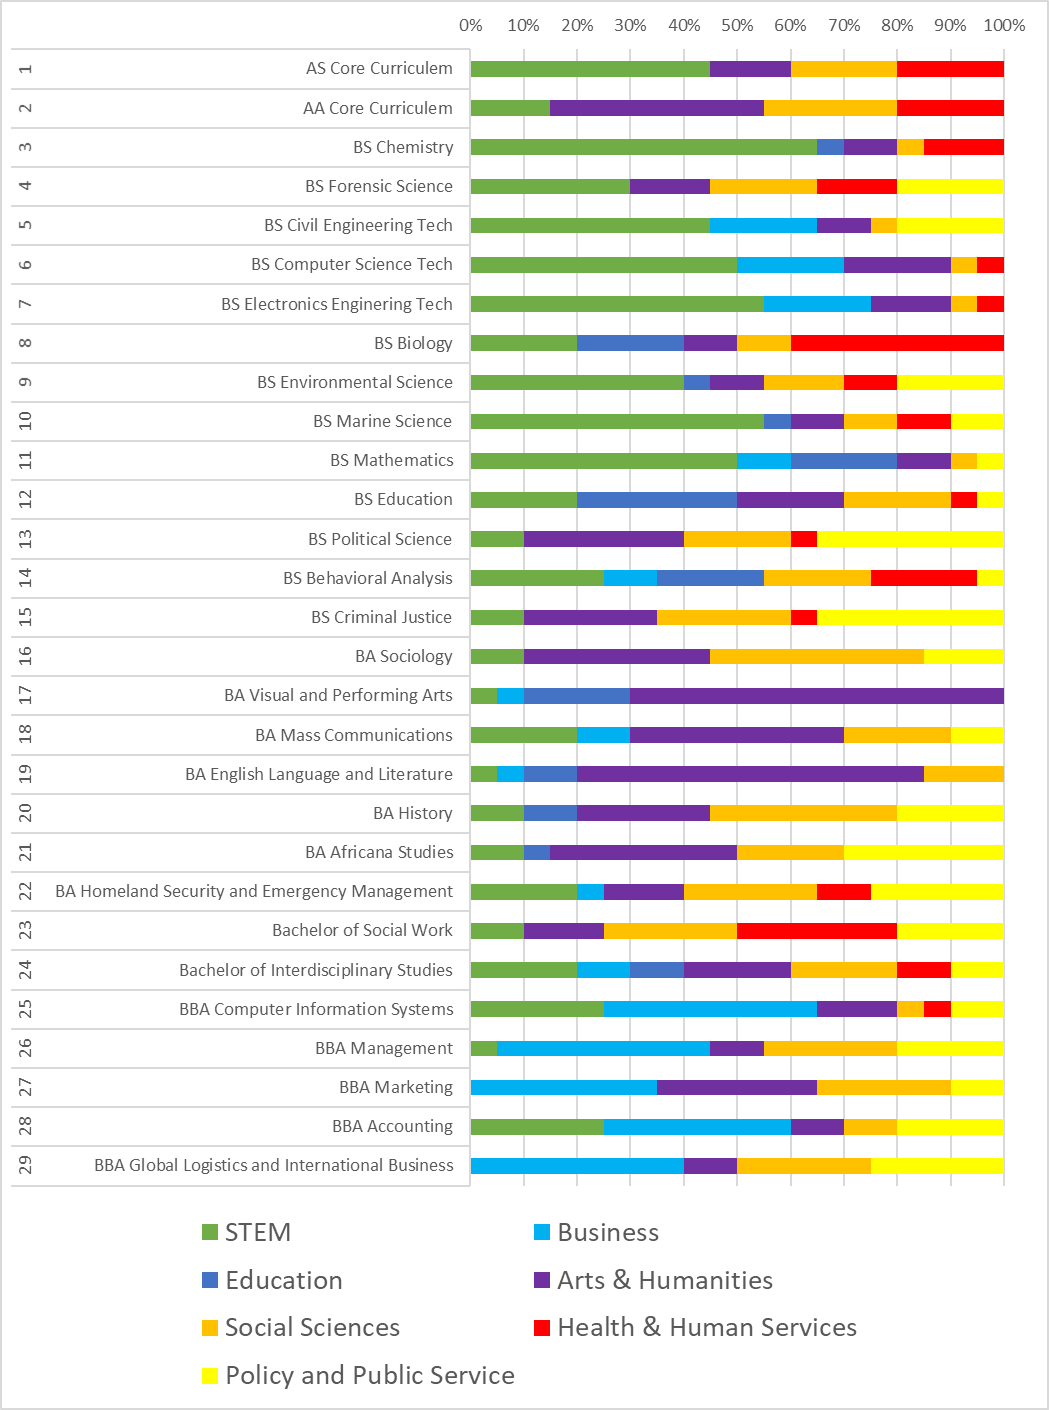 0% 10% 20% 30% 40% 50% 60% 70% 80% 90% 100%
1 AS Core Curriculem
2 AA Core Curriculem
3 BS Chemistry
4 BS Forensic Science
5 BS Civil Engineering Tech
6 BS Computer Science Tech
7 BS Electronics Enginering Tech
8 BS Biology
9 BS Environmental Science
10 BS Marine Science
11 BS Mathematics
12 BS Education
13 BS Political Science
14 BS Behavioral Analysis
15 BS Criminal Justice
16 BA Sociology
17 BA Visual and Performing Arts
18 BA Mass Communications
19 BA English Language and Literature
20 BA History
21 BA Africana Studies
22 BA Homeland Security and Emergency Management
23 Bachelor of Social Work
24 Bachelor of Interdisciplinary Studies
25 BBA Computer Information Systems
26 BBA Management
27 BBA Marketing
28 BBA Accounting
29 BBA Global Logistics and International Business
STEM Business
Education Arts & Humanities
Social Sciences Health & Human Services
Policy and Public Service